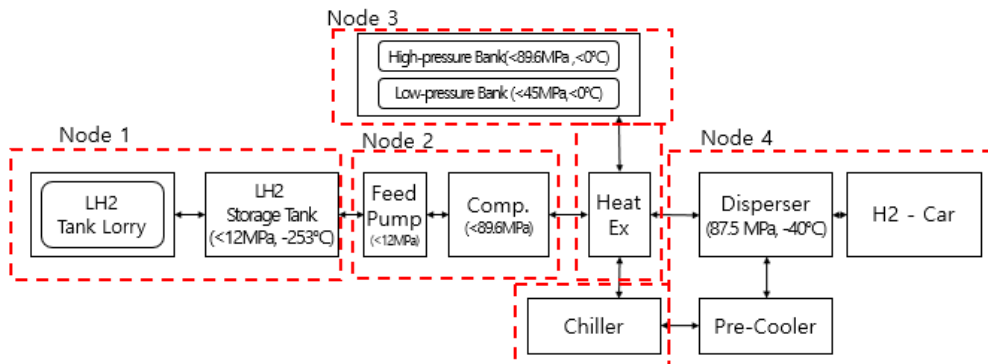 Node 3
High-pressure Bank(<89.6MPa ,<0℃)
Low-pressure Bank (<45MPa,<0℃)
Node 1
Node 2
Node 4
LH2
Tank Lorry
LH2
Storage Tank
(<12MPa, -253℃)
Feed
Pump
(<12MPa)
Comp.
(<89.6MPa)
Heat
Ex
Disperser
(87.5 MPa, -40℃)
H2 - Car
Chiller
Pre-Cooler